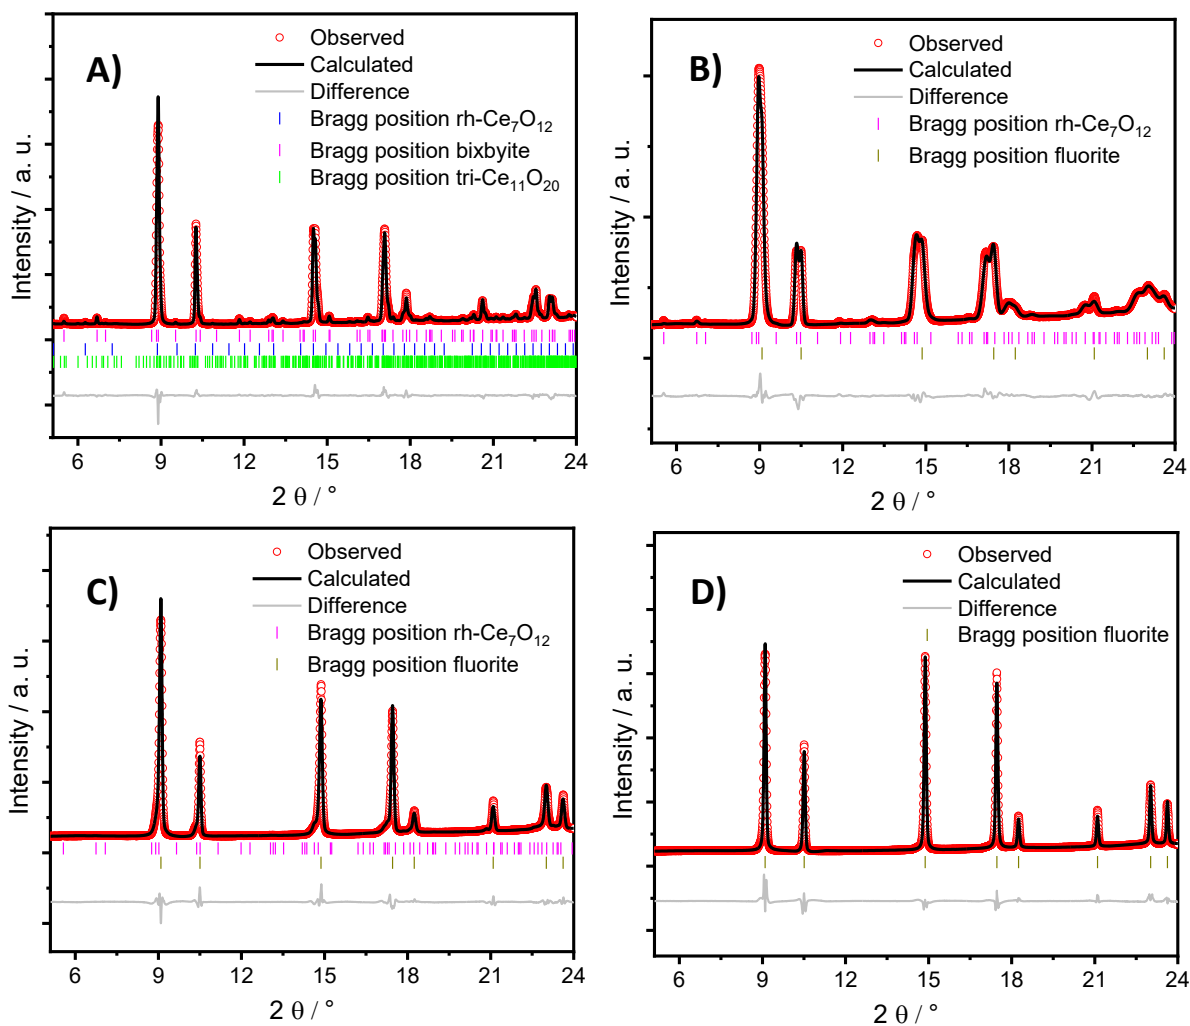 A)
Observed
Calculated
Difference
Bragg position rh-Ce₇O₁₂
Bragg position bixbyite
Bragg position tri-Ce₁₁O₂₀
Intensity / a. u.
6 9 12 15 18 21 24
2 θ / °
B)
Observed
Calculated
Difference
Bragg position rh-Ce₇O₁₂
Bragg position fluorite
Intensity / a. u.
6 9 12 15 18 21 24
2 θ / °
C)
Observed
Calculated
Difference
Bragg position rh-Ce₇O₁₂
Bragg position fluorite
Intensity / a. u.
6 9 12 15 18 21 24
2 θ / °
D)
Observed
Calculated
Difference
Bragg position fluorite
Intensity / a. u.
6 9 12 15 18 21 24
2 θ / °